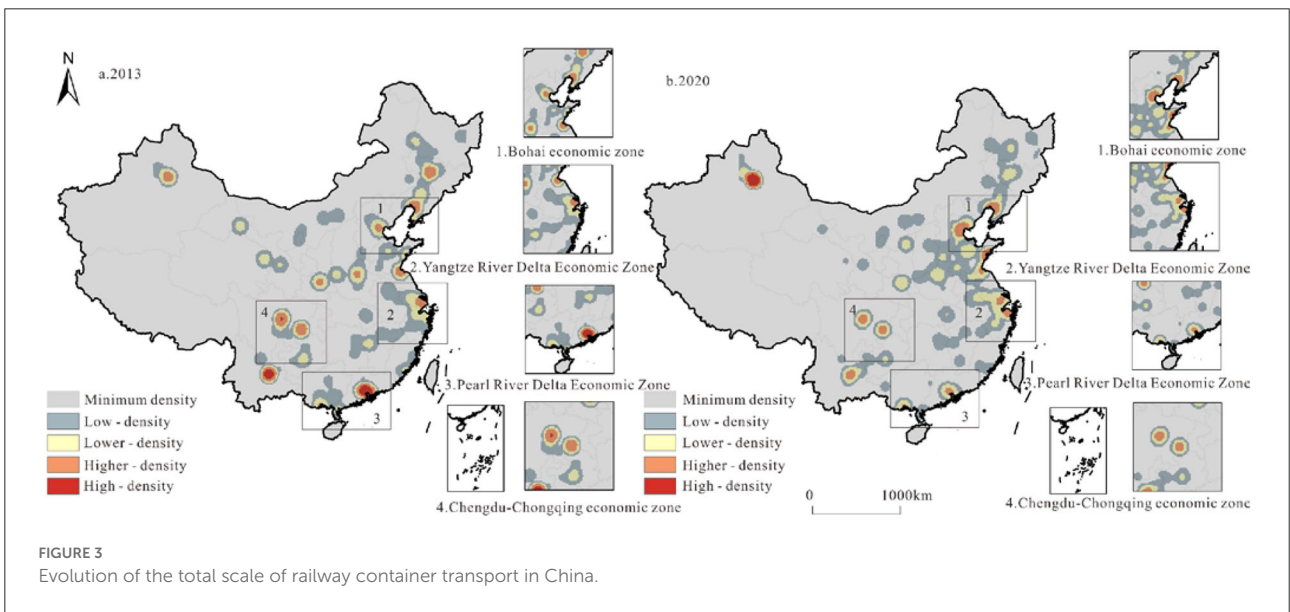 N
a.2013
1
2
3
4
1.Bohai economic zone
2.Yangtze River Delta Economic Zone
3.Pearl River Delta Economic Zone
4.Chengdu-Chongqing economic zone
Minimum density
Low - density
Lower - density
Higher - density
High - density
b.2020
1
2
3
4
1.Bohai economic zone
2.Yangtze River Delta Economic Zone
3.Pearl River Delta Economic Zone
4.Chengdu-Chongqing economic zone
Minimum density
Low - density
Lower - density
Higher - density
High - density
0 1000km
FIGURE 3
Evolution of the total scale of railway container transport in China.